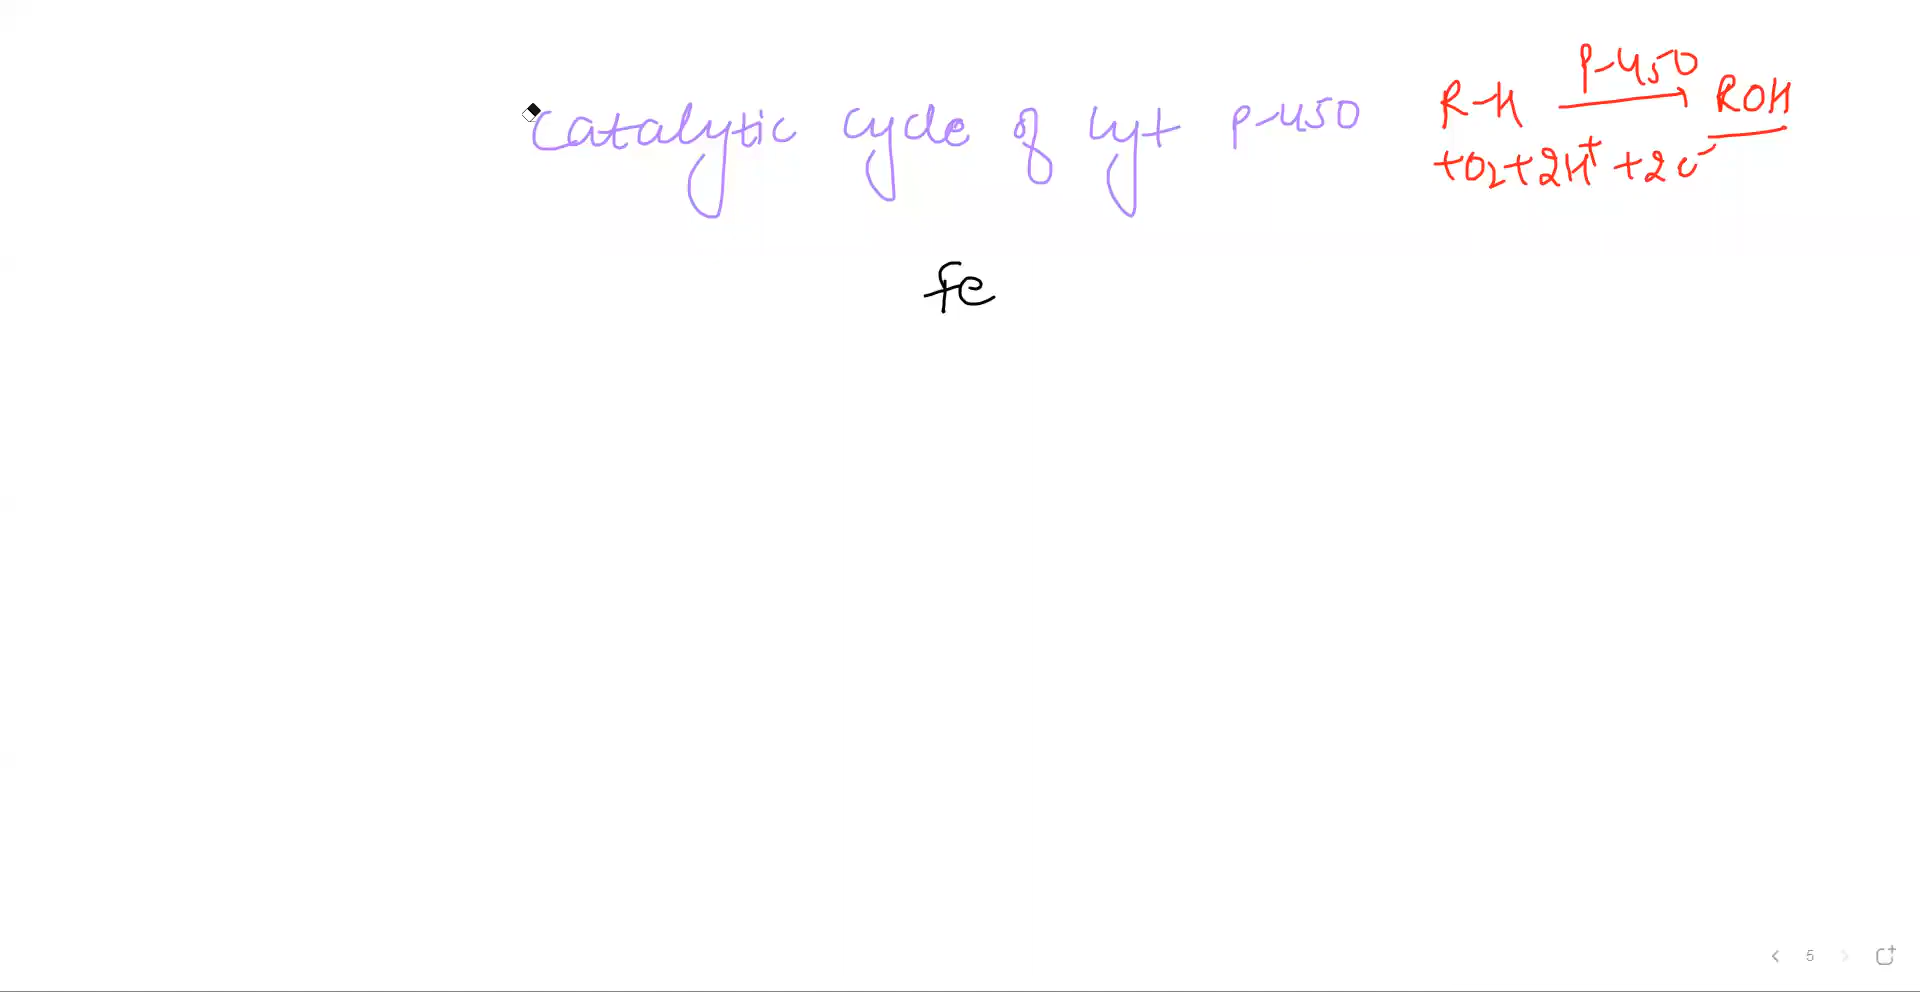 Catalytic cycle of cyt P-450
R-H P-450 ROH
+O2+2H+ +2e-
Fe
5